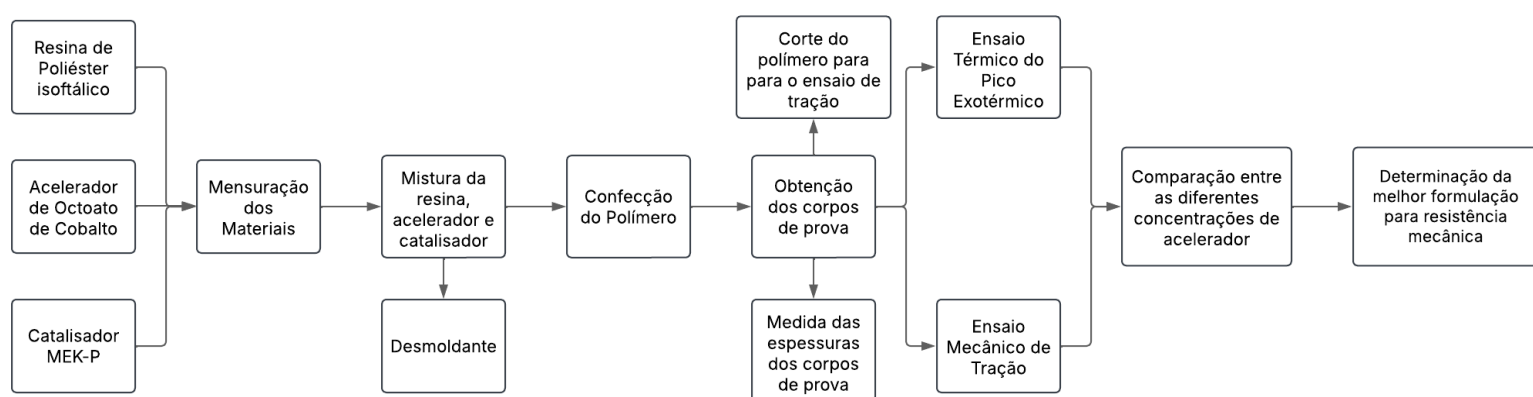 Resina de
Poliéster
isoftálico
Acelerador
de Octoato
de Cobalto
Catalisador
MEK-P
Mensuração
dos
Materiais
Mistura da
resina,
acelerador e
catalisador
Desmoldante
Confecção
do Polímero
Corte do
polímero para
para o ensaio de
tração
Obtenção
dos corpos
de prova
Medida das
espessuras
dos corpos
de prova
Ensaio
Térmico do
Pico
Exotérmico
Ensaio
Mecânico de
Tração
Comparação entre
as diferentes
concentrações de
acelerador
Determinação da
melhor formulação
para resistência
mecânica